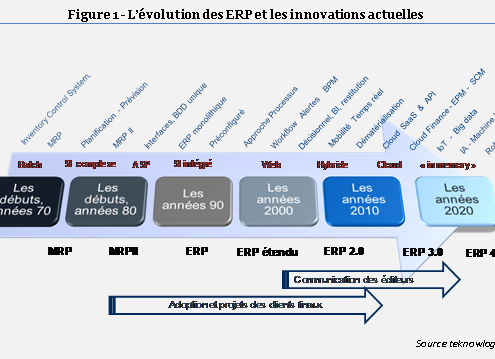 Figure 1 - L'évolution des ERP et les innovations actuelles
Inventory Control System,
MRP
Planification - Prévision
MRP II
Interfaces, BDD unique
ERP monolithique
Préconfiguré
Approche Processus
Workflow Alertes BPM
Décisionnel, BI, restitution
Mobilité Temps réel
Dématérialisation
Cloud SaaS & API
Cloud Finance - EPM - SCM
IoT - Big data
IA - Machine
Batch
SI complexe
ASP
SI intégré
Web
Hybride
Cloud
« in memory »
Les
débuts,
années 70
Les
débuts,
années 80
Les
années 90
Les
années
2000
Les
années
2010
Les
années
2020
MRP
MRPII
ERP
ERP étendu
ERP 2.0
ERP 3.0
ERP 4
Communication des éditeurs
Adoption et projets des clients finaux
Source teknowlog